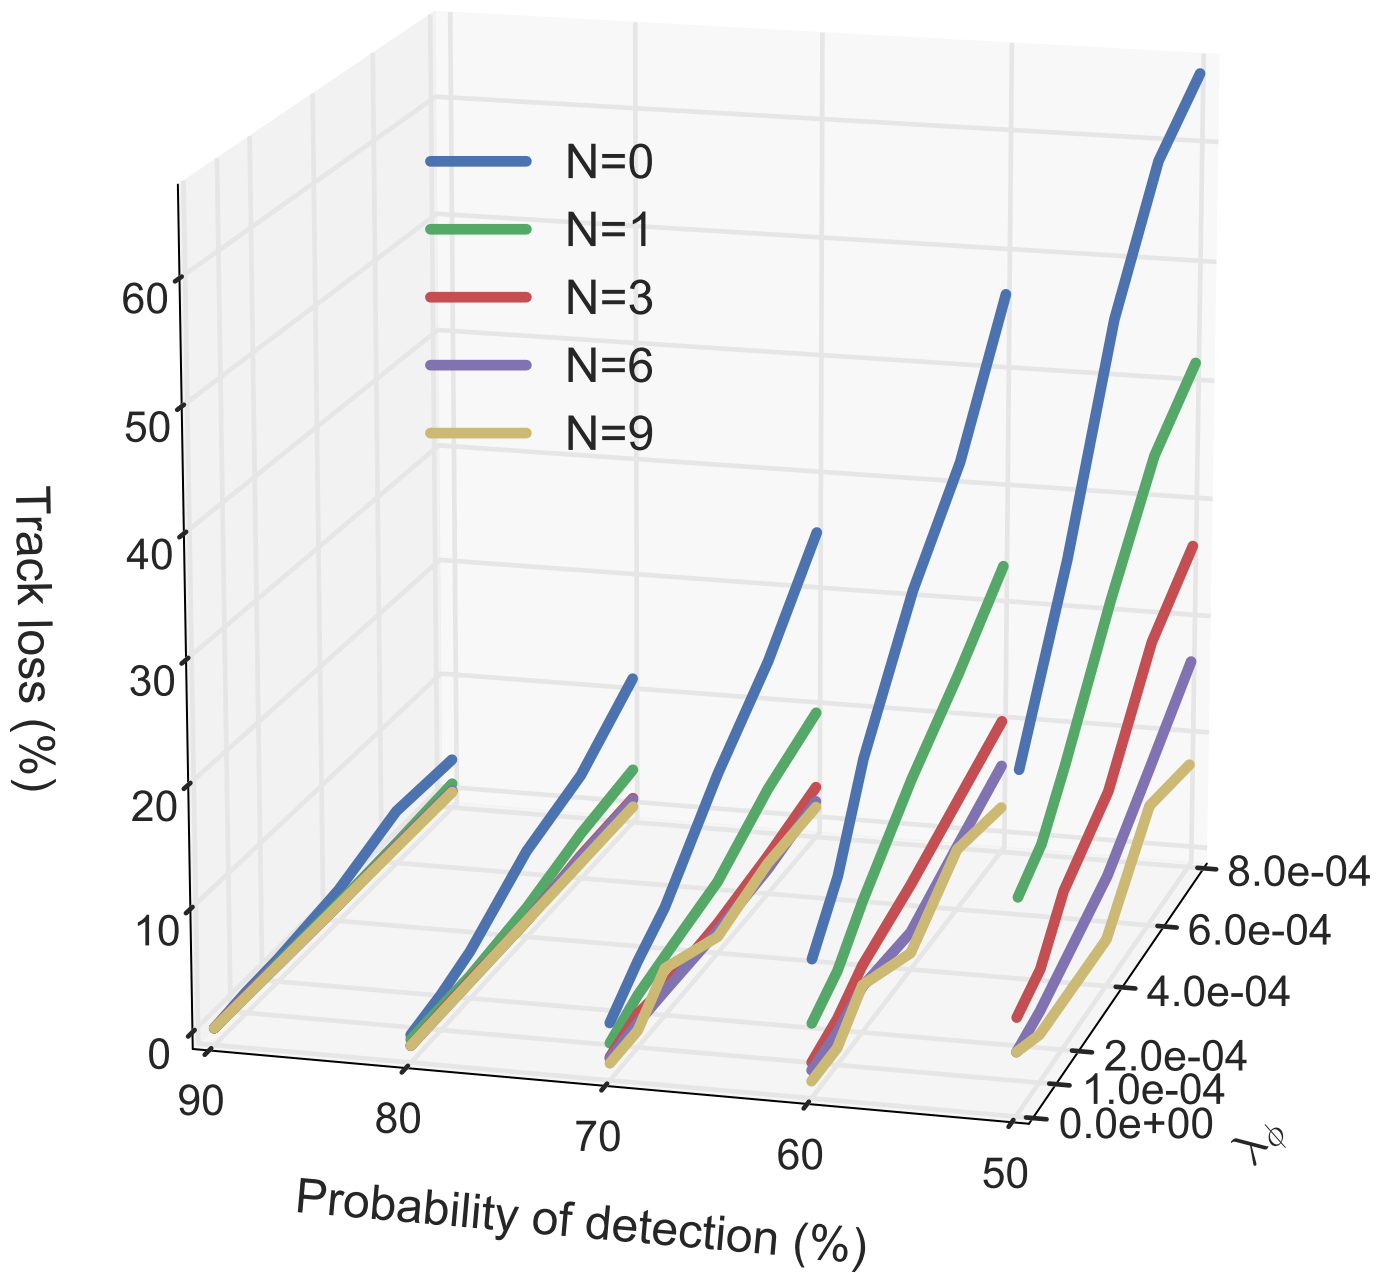 N=0
N=1
N=3
N=6
N=9
Track loss (%)
60
50
40
30
20
10
0
90
80
70
60
50
Probability of detection (%)
8.0e-04
6.0e-04
4.0e-04
2.0e-04
1.0e-04
0.0e+00
λϕ